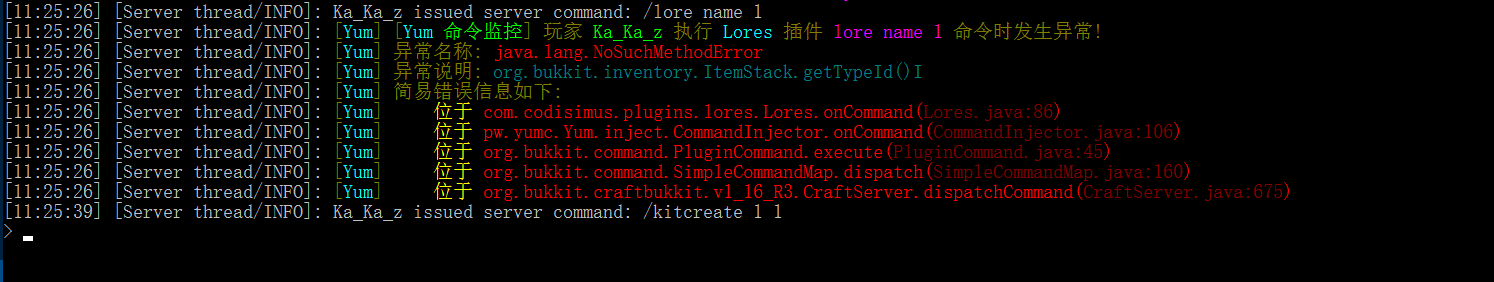 [11:25:26] [Server thread/INFO]: Ka_Ka_z issued server command: /lore name 1
[11:25:26] [Server thread/INFO]: [Yum] [Yum 命令监控] 玩家 Ka_Ka_z 执行 Lores 插件 lore name 1 命令时发生异常!
[11:25:26] [Server thread/INFO]: [Yum] 异常名称: java.lang.NoSuchMethodError
[11:25:26] [Server thread/INFO]: [Yum] 异常说明: org.bukkit.inventory.ItemStack.getTypeId()I
[11:25:26] [Server thread/INFO]: [Yum] 简易错误信息如下:
[11:25:26] [Server thread/INFO]: [Yum] 位于 com.codisimus.plugins.lores.Lores.onCommand(Lores.java:86)
[11:25:26] [Server thread/INFO]: [Yum] 位于 pw.yumc.Yum.inject.CommandInjector.onCommand(CommandInjector.java:106)
[11:25:26] [Server thread/INFO]: [Yum] 位于 org.bukkit.command.PluginCommand.execute(PluginCommand.java:45)
[11:25:26] [Server thread/INFO]: [Yum] 位于 org.bukkit.command.SimpleCommandMap.dispatch(SimpleCommandMap.java:160)
[11:25:26] [Server thread/INFO]: [Yum] 位于 org.bukkit.craftbukkit.v1_16_R3.CraftServer.dispatchCommand(CraftServer.java:675)
[11:25:39] [Server thread/INFO]: Ka_Ka_z issued server command: /kitcreate 1 1
>